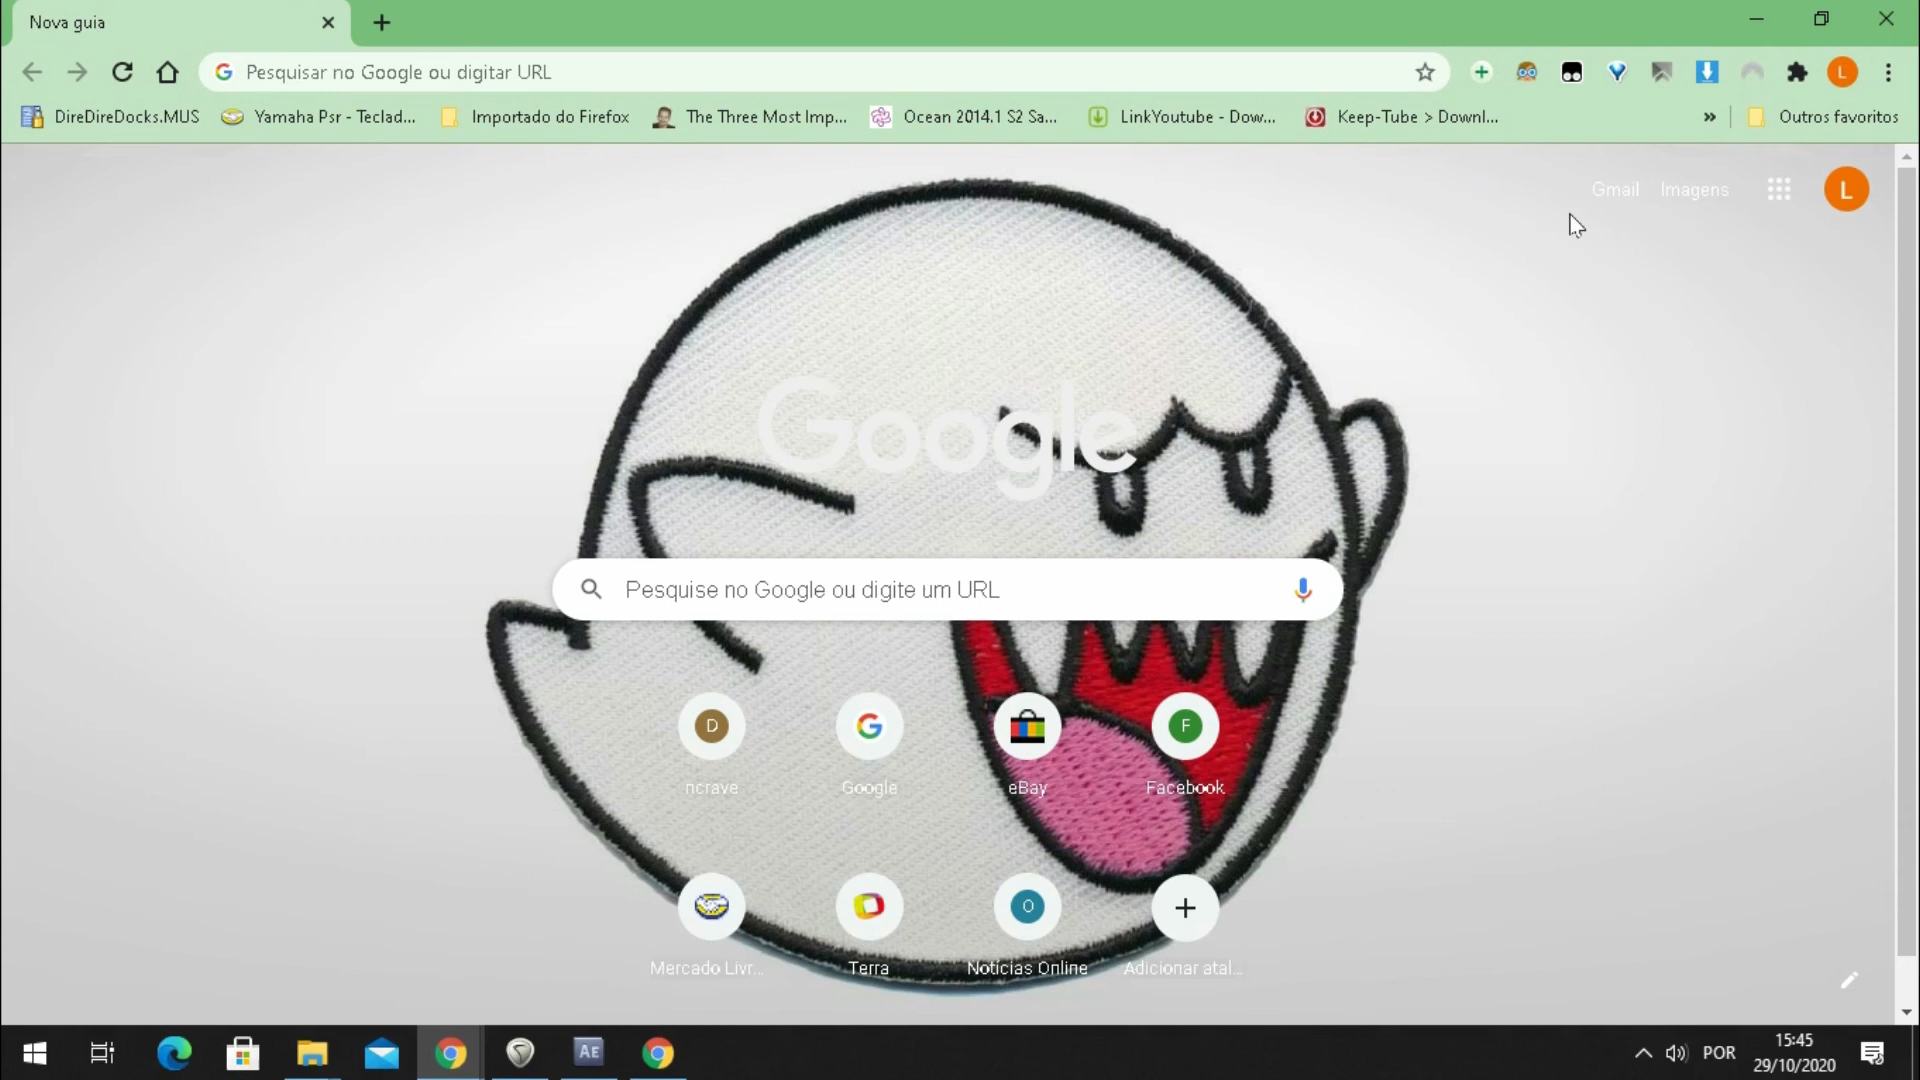 Nova guia
Pesquisar no Google ou digitar URL
L
DireDireDocks.MUS
Yamaha Psr - Teclad...
Importado do Firefox
The Three Most Imp...
Ocean 2014.1 S2 Sa...
LinkYoutube - Dow...
Keep-Tube > Downl...
»
Outros favoritos
Gmail
Imagens
L
Google
Pesquise no Google ou digite um URL
D
F
ncrave
Google
eBay
Facebook
O
Mercado Livr...
Terra
Notícias Online
Adicionar atal...
AE
POR
15:45
29/10/2020